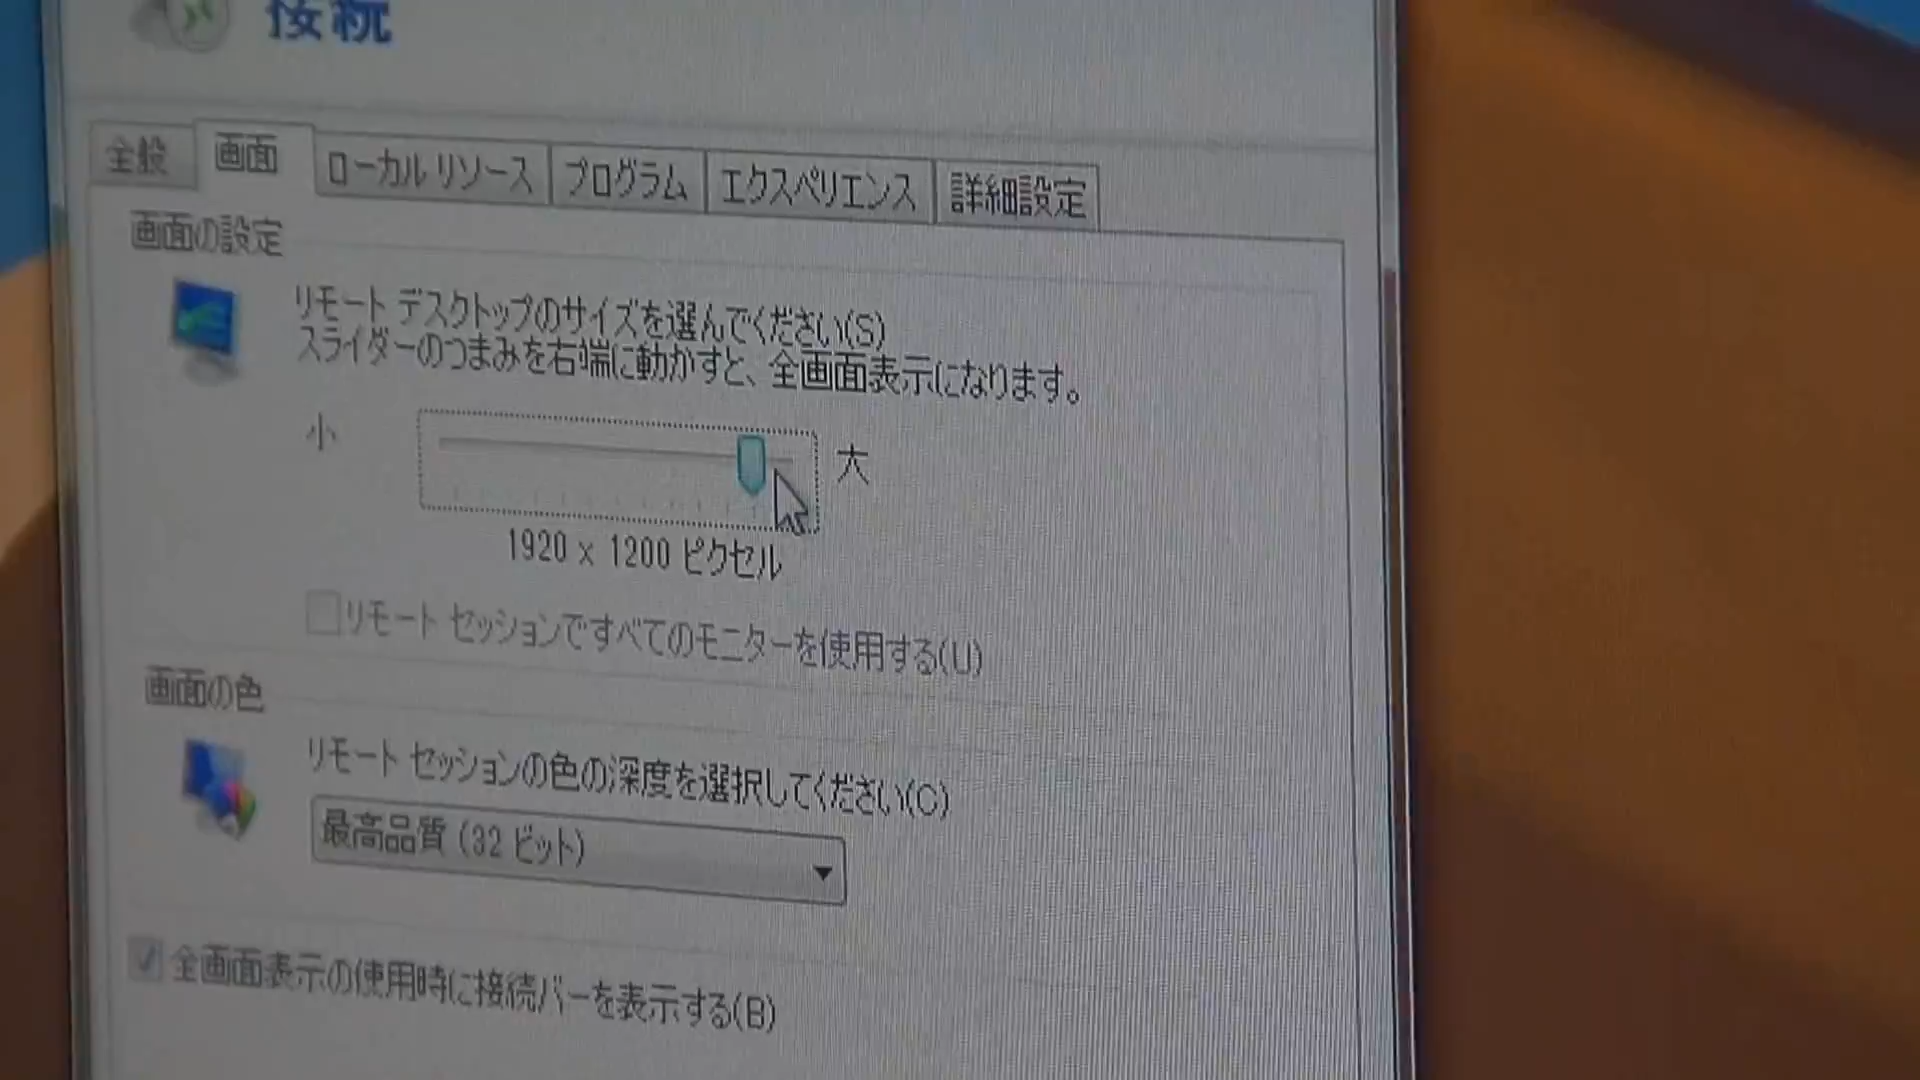 接続
全般 画面 ローカル リソース プログラム エクスペリエンス 詳細設定
画面の設定
リモート デスクトップのサイズを選んでください(S)
スライダーのつまみを右端に動かすと、全画面表示になります。
小 大
1920 x 1200 ピクセル
リモート セッションですべてのモニターを使用する(U)
画面の色
リモート セッションの色の深度を選択してください(C)
最高品質 (32 ビット)
全画面表示の使用時に接続バーを表示する(B)